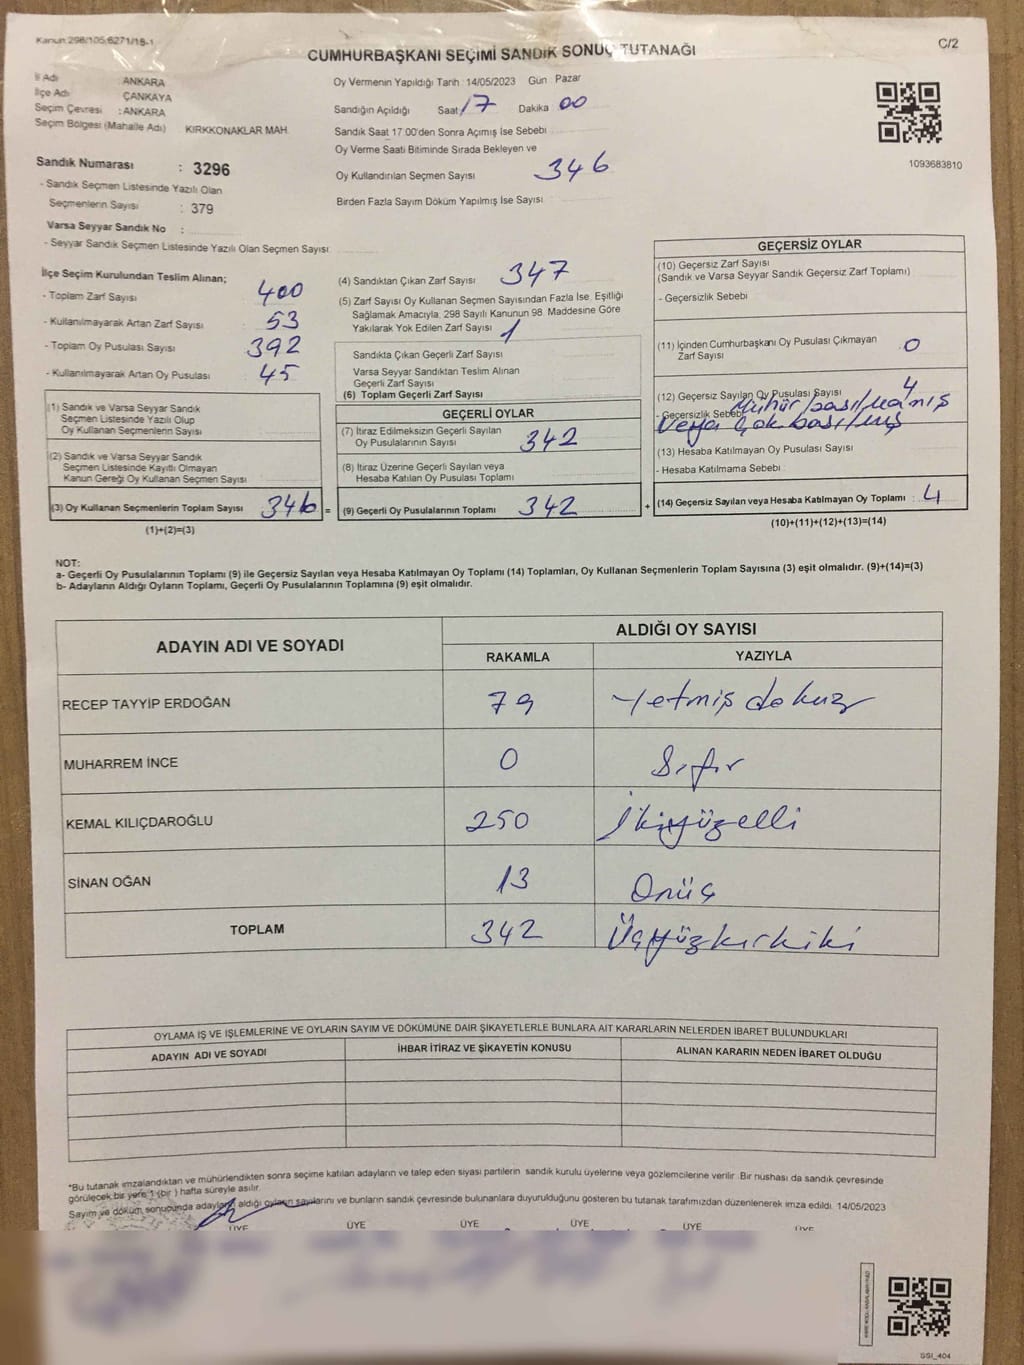 Kanun:298/105;6271/18-1
C/2
CUMHURBAŞKANI SEÇİMİ SANDIK SONUÇ TUTANAĞI
İl Adı : ANKARA
İlçe Adı : ÇANKAYA
Seçim Çevresi : ANKARA
Seçim Bölgesi (Mahalle Adı) KIRKKONAKLAR MAH.
Sandık Numarası : 3296
- Sandık Seçmen Listesinde Yazılı Olan
Seçmenlerin Sayısı : 379
Varsa Seyyar Sandık No :
- Seyyar Sandık Seçmen Listesinde Yazılı Olan Seçmen Sayısı:
Oy Vermenin Yapıldığı Tarih : 14/05/2023 Gün Pazar
Sandığın Açıldığı Saat 17 Dakika 00
Sandık Saat 17.00'den Sonra Açımış İse Sebebi
Oy Verme Saati Bitiminde Sırada Bekleyen ve
Oy Kullandırılan Seçmen Sayısı 346
Birden Fazla Sayım Döküm Yapılmış İse Sayısı
1093683810
İlçe Seçim Kurulundan Teslim Alınan;
- Toplam Zarf Sayısı 400
- Kullanılmayarak Artan Zarf Sayısı 53
- Toplam Oy Pusulası Sayısı 392
- Kullanılmayarak Artan Oy Pusulası 45
(1) Sandık ve Varsa Seyyar Sandık
Seçmen Listesinde Yazılı Olup
Oy Kullanan Seçmenlerin Sayısı
(2) Sandık ve Varsa Seyyar Sandık
Seçmen Listesinde Kayıtlı Olmayan
Kanun Gereği Oy Kullanan Seçmen Sayısı
(3) Oy Kullanan Seçmenlerin Toplam Sayısı 346 =
(1)+(2)=(3)
(4) Sandıktan Çıkan Zarf Sayısı 347
(5) Zarf Sayısı Oy Kullanan Seçmen Sayısından Fazla İse, Eşitliği
Sağlamak Amacıyla, 298 Sayılı Kanunun 98. Maddesine Göre
Yakılarak Yok Edilen Zarf Sayısı 1
Sandıkta Çıkan Geçerli Zarf Sayısı
Varsa Seyyar Sandıktan Teslim Alınan
Geçerli Zarf Sayısı
(6) Toplam Geçerli Zarf Sayısı
GEÇERLİ OYLAR
(7) İtiraz Edilmeksizin Geçerli Sayılan
Oy Pusulalarının Sayısı 342
(8) İtiraz Üzerine Geçerli Sayılan veya
Hesaba Katılan Oy Pusulası Toplamı
(9) Geçerli Oy Pusulalarının Toplamı 342 +
GEÇERSİZ OYLAR
(10) Geçersiz Zarf Sayısı
(Sandık ve Varsa Seyyar Sandık Geçersiz Zarf Toplamı)
- Geçersizlik Sebebi
(11) İçinden Cumhurbaşkanı Oy Pusulası Çıkmayan
Zarf Sayısı 0
(12) Geçersiz Sayılan Oy Pusulası Sayısı 4
- Geçersizlik Sebebi Mühür basılmamış
veya çok basılmış
(13) Hesaba Katılmayan Oy Pusulası Sayısı
- Hesaba Katılmama Sebebi
(14) Geçersiz Sayılan veya Hesaba Katılmayan Oy Toplamı : 4
(10)+(11)+(12)+(13)=(14)
NOT:
a- Geçerli Oy Pusulalarının Toplamı (9) ile Geçersiz Sayılan veya Hesaba Katılmayan Oy Toplamı (14) Toplamları, Oy Kullanan Seçmenlerin Toplam Sayısına (3) eşit olmalıdır. (9)+(14)=(3)
b- Adayların Aldığı Oyların Toplamı, Geçerli Oy Pusulalarının Toplamına (9) eşit olmalıdır.
ADAYIN ADI VE SOYADI
ALDIĞI OY SAYISI
RAKAMLA YAZIYLA
RECEP TAYYİP ERDOĞAN 79 Yetmiş dokuz
MUHARREM İNCE 0 Sıfır
KEMAL KILIÇDAROĞLU 250 İkiyüzelli
SİNAN OĞAN 13 Onüç
TOPLAM 342 Üçyüzkırkiki
OYLAMA İŞ VE İŞLEMLERİNE VE OYLARIN SAYIM VE DÖKÜMÜNE DAİR ŞİKAYETLERLE BUNLARA AİT KARARLARIN NELERDEN İBARET BULUNDUKLARI
ADAYIN ADI VE SOYADI İHBAR İTİRAZ VE ŞİKAYETİN KONUSU ALINAN KARARIN NEDEN İBARET OLDUĞU
*Bu tutanak imzalandıktan ve mühürlendikten sonra seçime katılan adayların ve talep eden siyasi partilerin sandık kurulu üyelerine veya gözlemcilerine verilir. Bir nushası da sandık çevresinde
görülecek bir yere 1 (bir ) hafta süreyle asılır.
Sayım ve döküm sonucunda adayların aldığı oyların sayılarını ve bunların sandık çevresinde bulunanlara duyurulduğunu gösteren bu tutanak tarafımızdan düzenlenerek imza edildi. 14/05/2023
ÜYE ÜYE ÜYE ÜYE ÜYE ÜYE
SSI_404